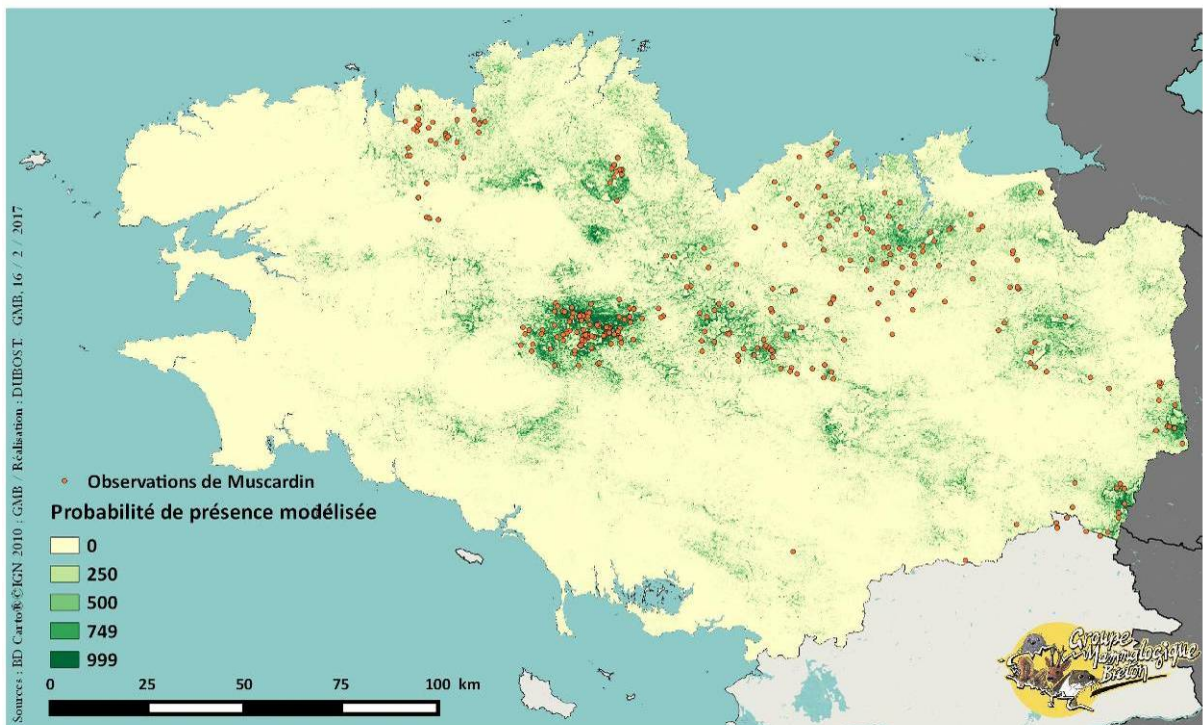 Sources : BD Carto®©IGN 2010 ; GMB / Réalisation : DUBOST. GMB, 16 / 2 / 2017
Observations de Muscardin
Probabilité de présence modélisée
0
250
500
749
999
0 25 50 75 100 km
Groupe
Mammalogique
Breton